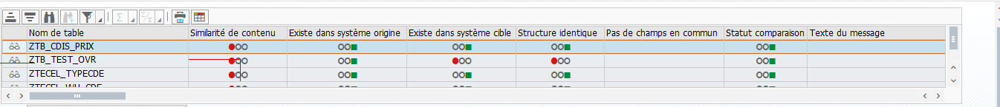 Nom de table Similarité de contenu Existe dans système origine Existe dans système cible Structure identique Pas de champs en commun Statut comparaison Texte du message
ZTB_CDIS_PRIX
ZTB_TEST_OVR
ZTECEL_TYPECDE